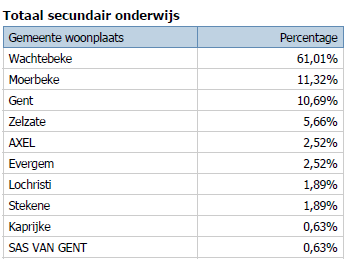 Totaal secundair onderwijs
Gemeente woonplaats Percentage
Wachtebeke 61,01%
Moerbeke 11,32%
Gent 10,69%
Zelzate 5,66%
AXEL 2,52%
Evergem 2,52%
Lochristi 1,89%
Stekene 1,89%
Kaprijke 0,63%
SAS VAN GENT 0,63%